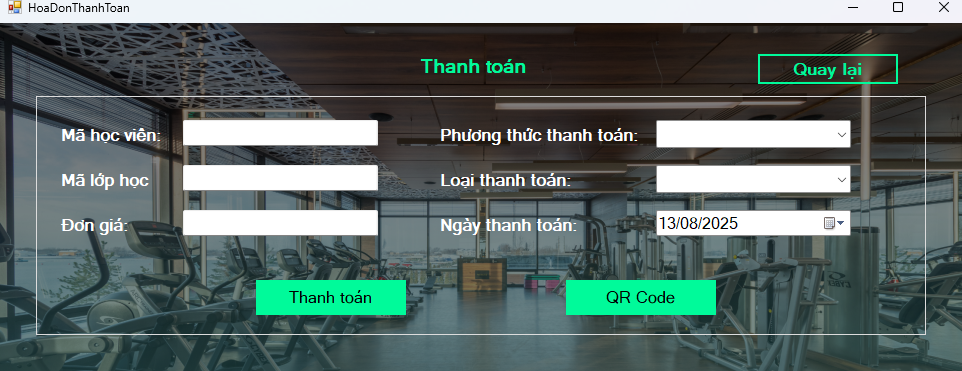 HoaDonThanhToan
Thanh toán
Quay lại
Mã học viên:
Phương thức thanh toán:
Mã lớp học
Loại thanh toán:
Đơn giá:
Ngày thanh toán:
13/08/2025
Thanh toán
QR Code